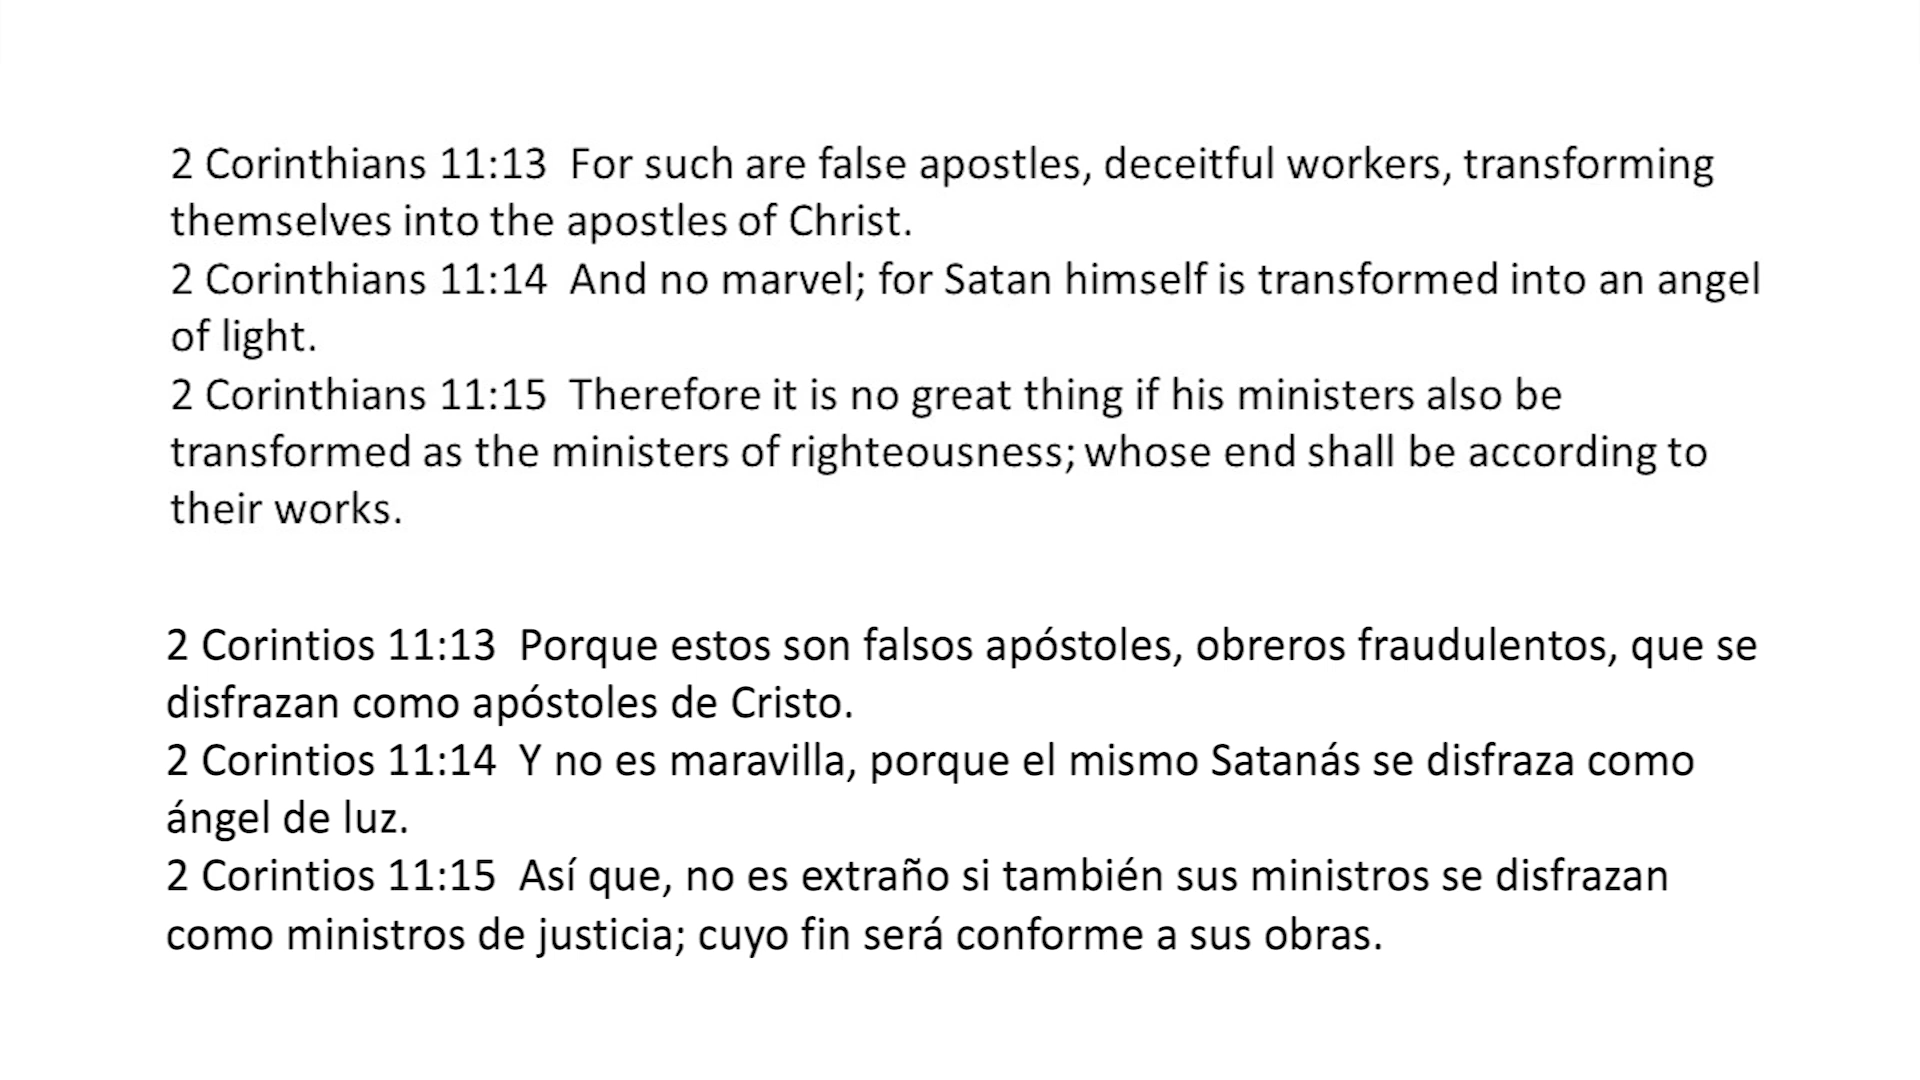 2 Corinthians 11:13  For such are false apostles, deceitful workers, transforming
themselves into the apostles of Christ.
2 Corinthians 11:14  And no marvel; for Satan himself is transformed into an angel
of light.
2 Corinthians 11:15  Therefore it is no great thing if his ministers also be
transformed as the ministers of righteousness; whose end shall be according to
their works.
2 Corintios 11:13  Porque estos son falsos apóstoles, obreros fraudulentos, que se
disfrazan como apóstoles de Cristo.
2 Corintios 11:14  Y no es maravilla, porque el mismo Satanás se disfraza como
ángel de luz.
2 Corintios 11:15  Así que, no es extraño si también sus ministros se disfrazan
como ministros de justicia; cuyo fin será conforme a sus obras.